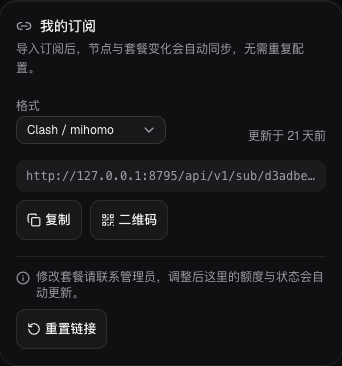 我的订阅
导入订阅后，节点与套餐变化会自动同步，无需重复配
置。
格式
Clash / mihomo
更新于 21 天前
http://127.0.0.1:8795/api/v1/sub/d3adbe…
复制
二维码
修改套餐请联系管理员，调整后这里的额度与状态会自
动更新。
重置链接